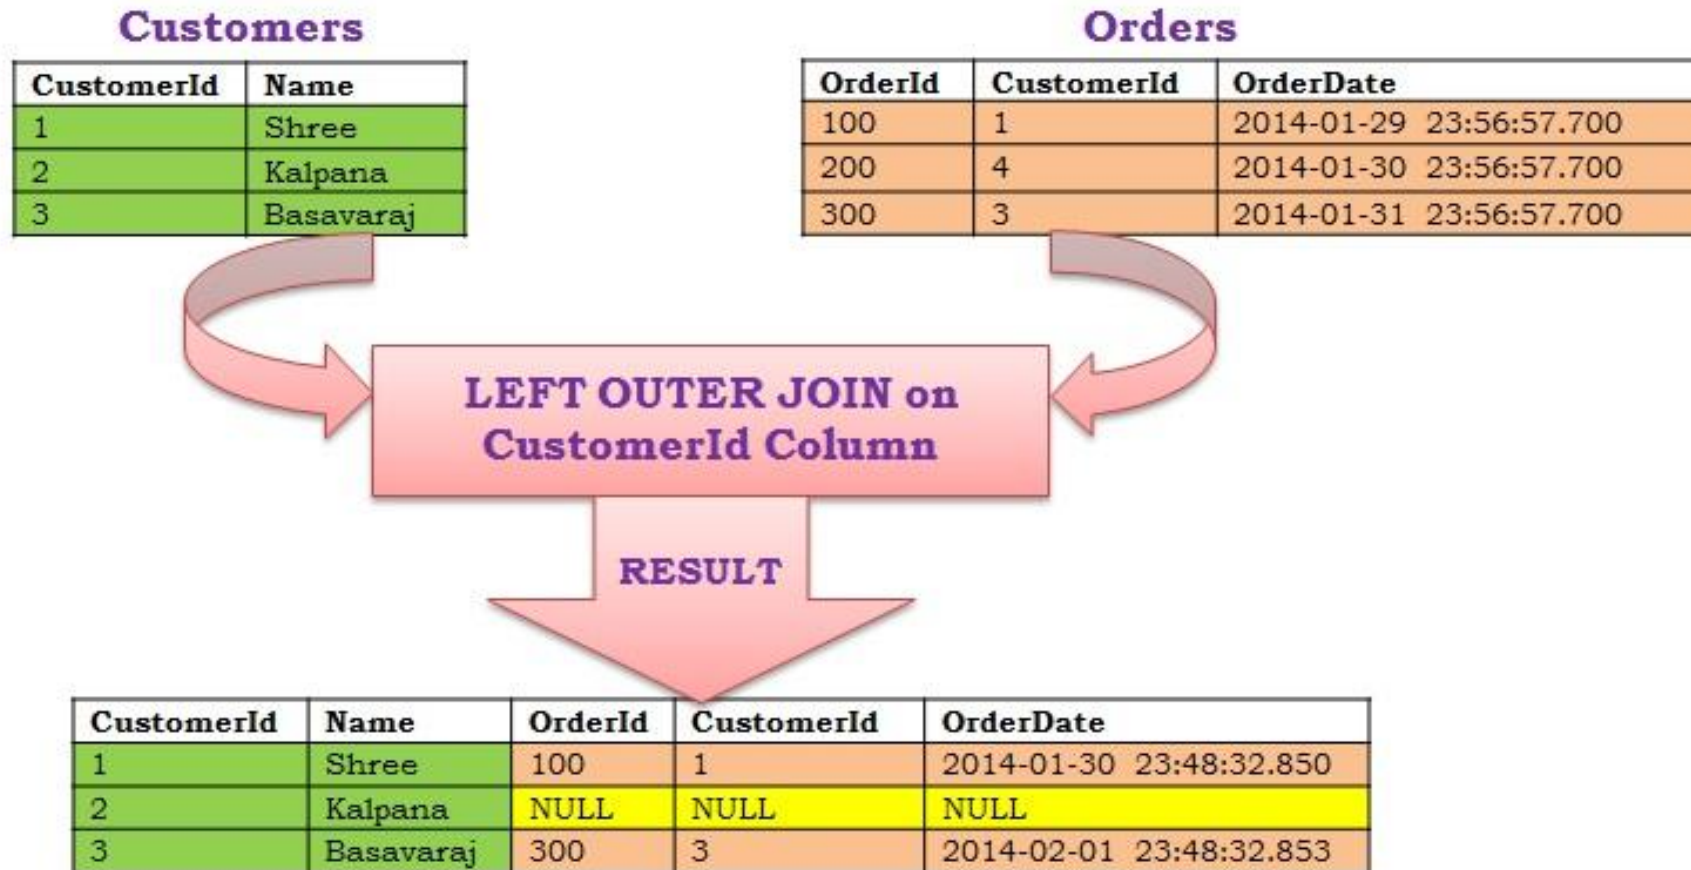 Customers
CustomerId Name
1 Shree
2 Kalpana
3 Basavaraj
Orders
OrderId CustomerId OrderDate
100 1 2014-01-29 23:56:57.700
200 4 2014-01-30 23:56:57.700
300 3 2014-01-31 23:56:57.700
LEFT OUTER JOIN on
CustomerId Column
RESULT
CustomerId Name OrderId CustomerId OrderDate
1 Shree 100 1 2014-01-30 23:48:32.850
2 Kalpana NULL NULL NULL
3 Basavaraj 300 3 2014-02-01 23:48:32.853